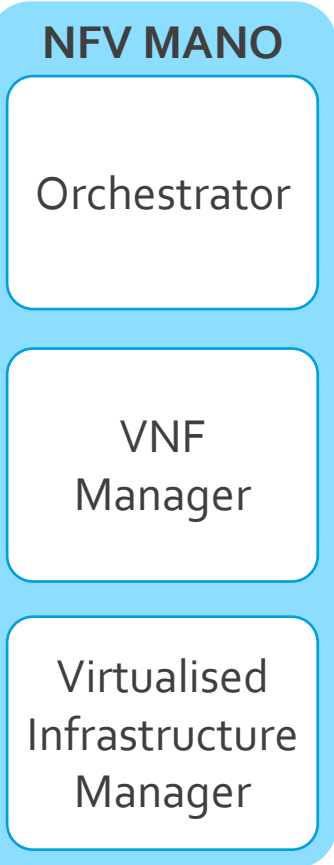 NFV MANO
Orchestrator
VNF
Manager
Virtualised
Infrastructure
Manager